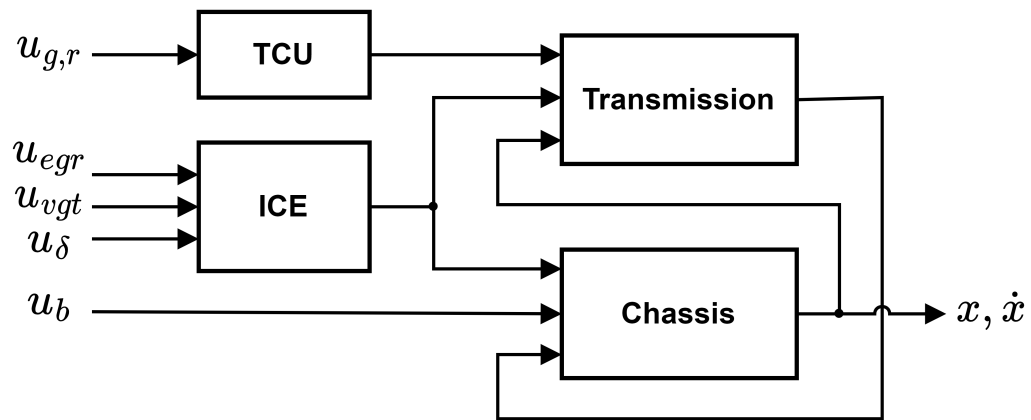 u_{g,r}
TCU
Transmission
u_{egr}
u_{vgt}
u_δ
ICE
u_b
Chassis
x, ẋ